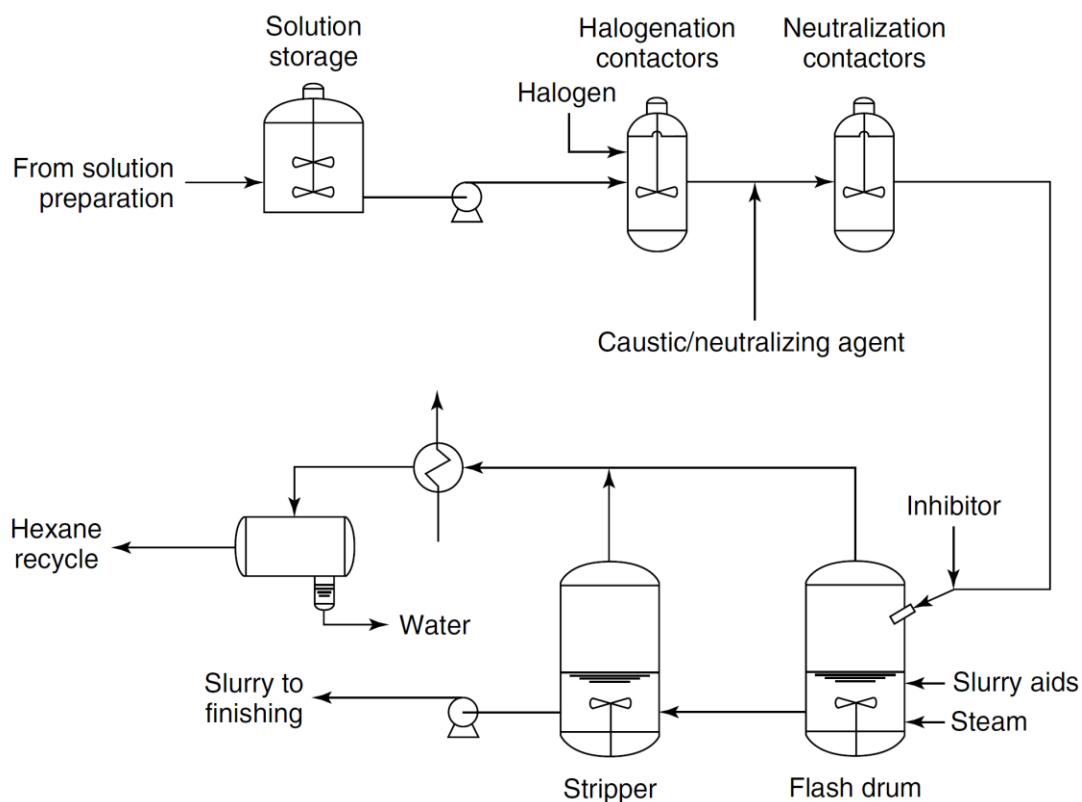 Solution
storage
Halogenation
contactors
Neutralization
contactors
Halogen
From solution
preparation
Caustic/neutralizing agent
Inhibitor
Hexane
recycle
Water
Slurry to
finishing
Slurry aids
Steam
Stripper
Flash drum